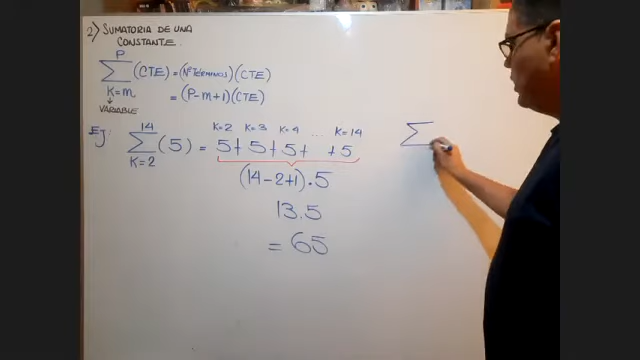 2) SUMATORIA DE UNA
CONSTANTE
P
∑ (CTE) = (Nº TÉRMINOS)(CTE)
K=m = (P-m+1)(CTE)
↓
VARIABLE
Ej: 14 K=2 K=3 K=4 ... K=14
∑ (5) = 5+5+5+ +5
K=2
(14-2+1).5
13.5
= 65
∑